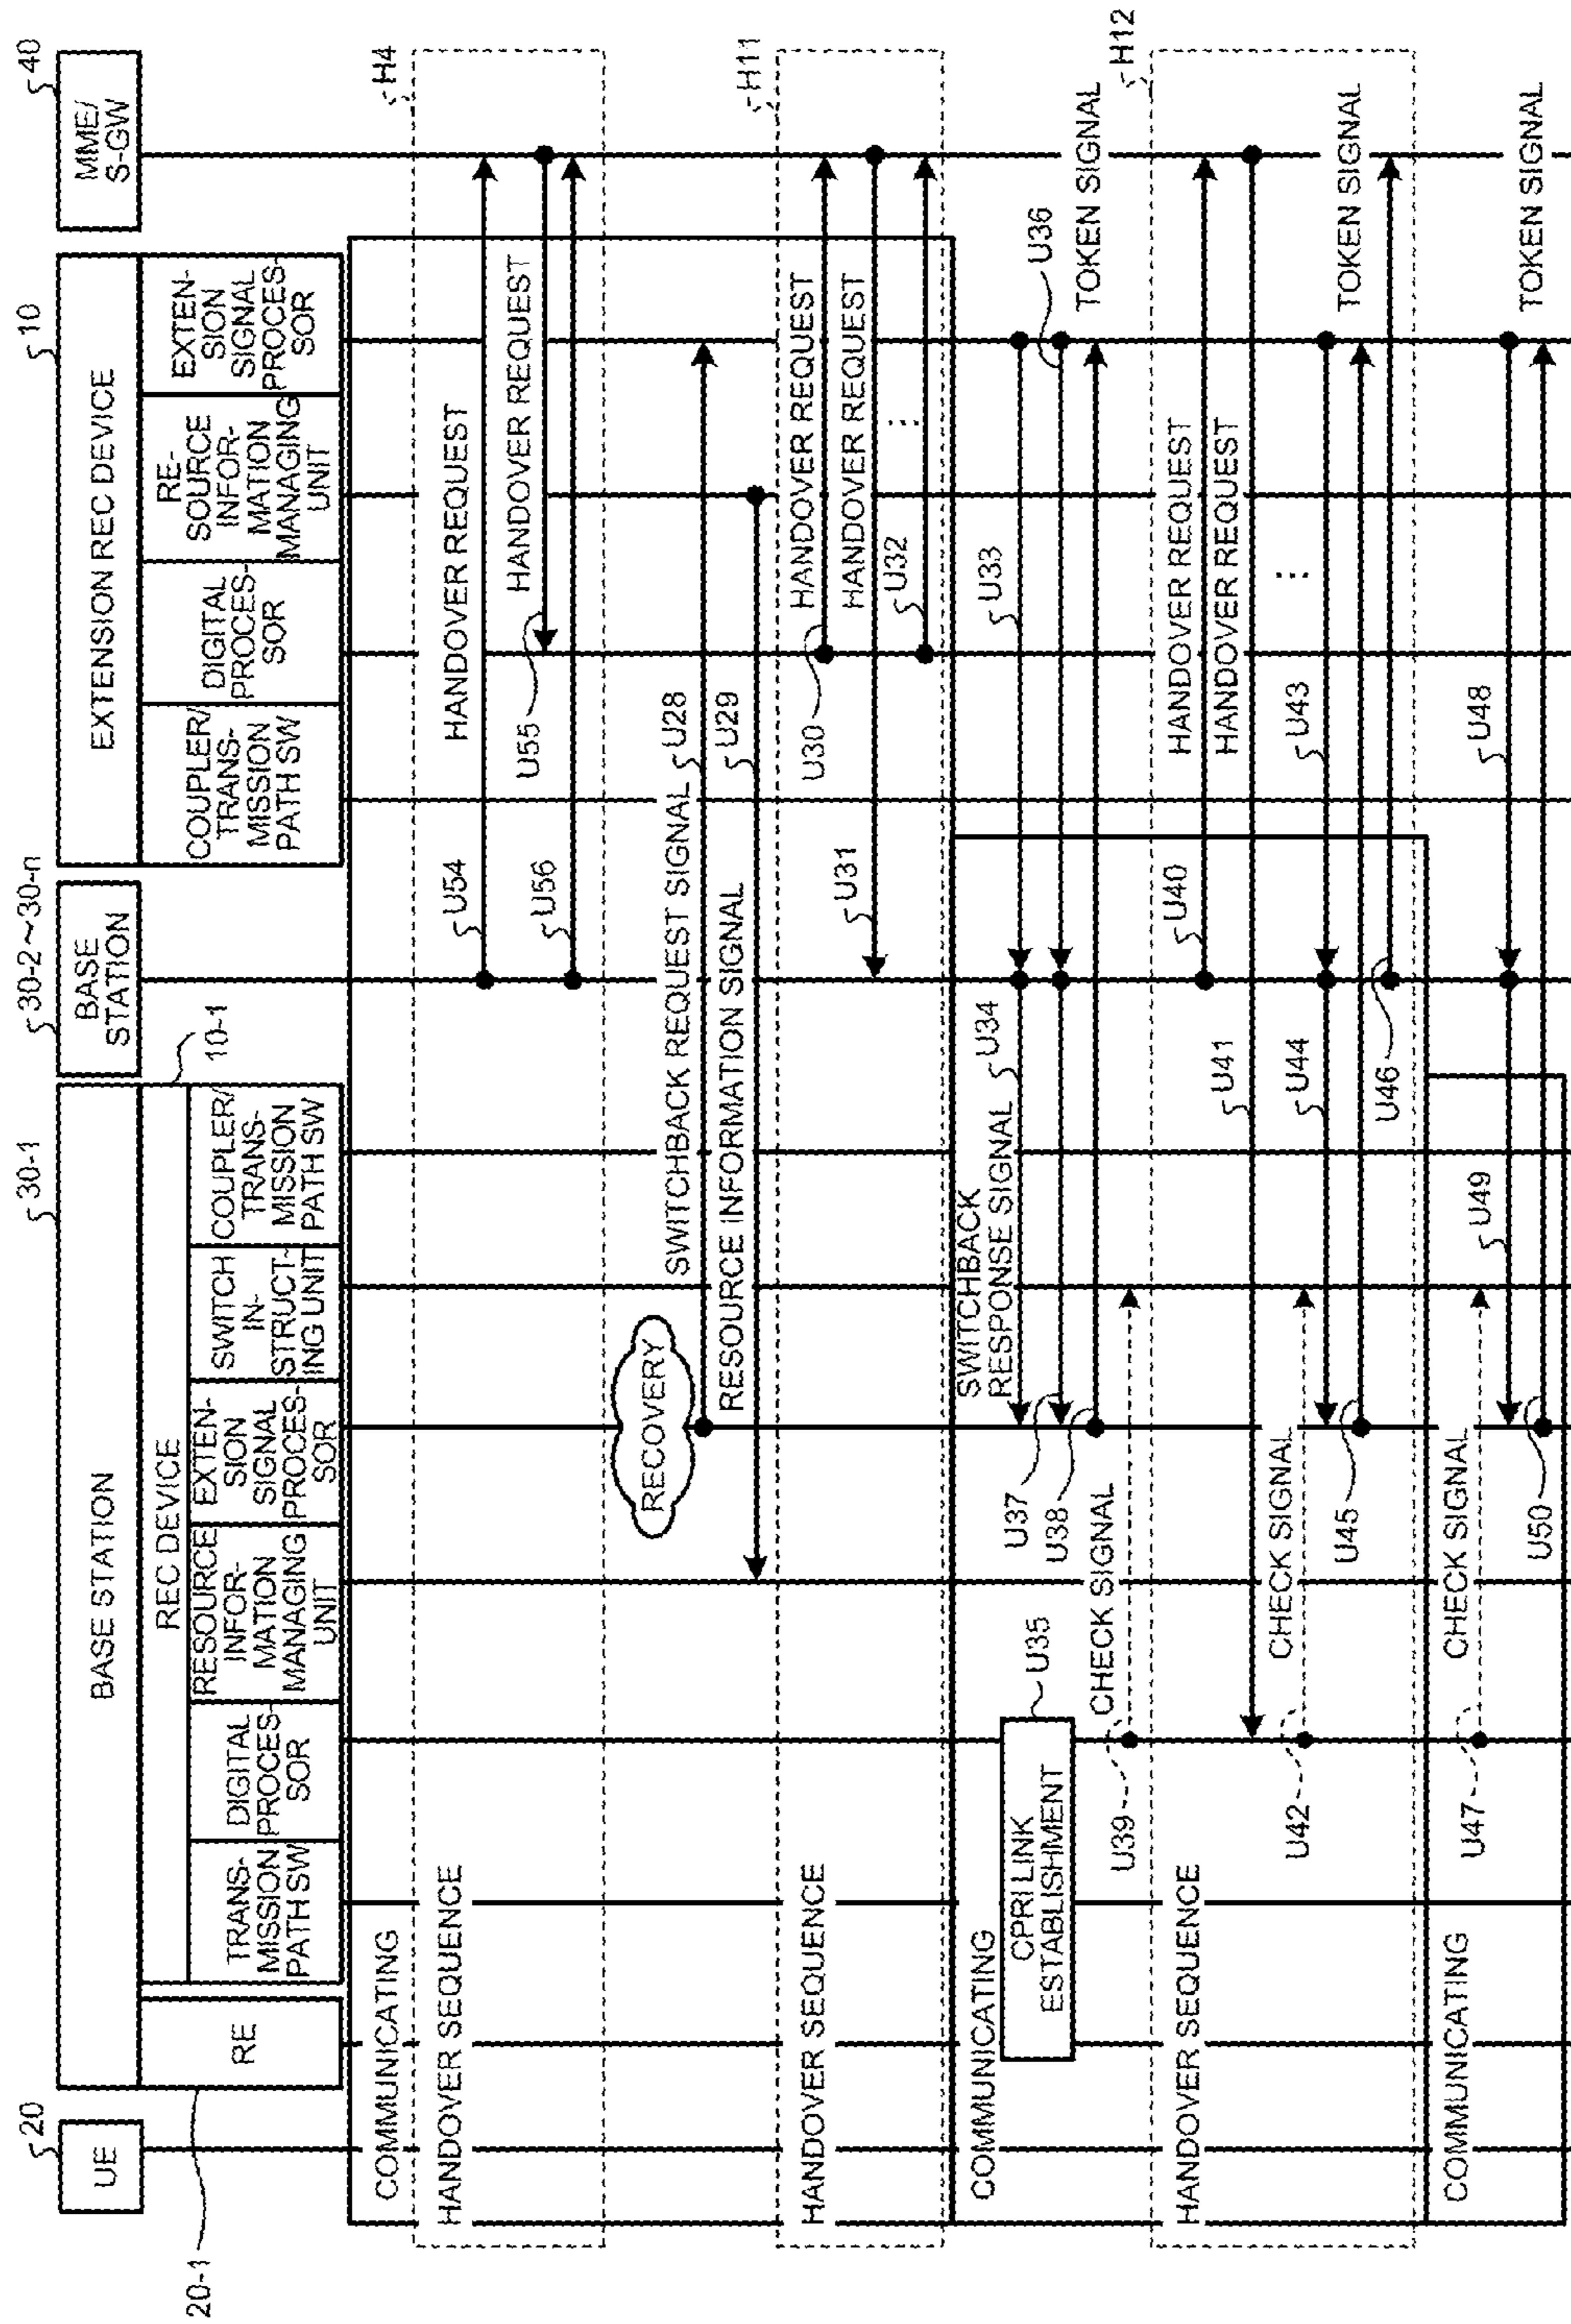 20
UE
20-1
30-1
BASE STATION
RE
REC DEVICE
10-1
TRANS-
MISSION
PATH SW
DIGITAL
PROCES-
SOR
RESOURCE
INFOR-
MATION
MANAGING
UNIT
EXTEN-
SION
SIGNAL
PROCES-
SOR
SWITCH
IN-
STRUCT-
ING UNIT
COUPLER/
TRANS-
MISSION
PATH SW
30-2~30-n
BASE
STATION
10
EXTENSION REC DEVICE
COUPLER/
TRANS-
MISSION
PATH SW
DIGITAL
PROCES-
SOR
RE-
SOURCE
INFOR-
MATION
MANAGING
UNIT
EXTEN-
SION
SIGNAL
PROCES-
SOR
40
MME/
S-GW
COMMUNICATING
H4
HANDOVER SEQUENCE
U54
HANDOVER REQUEST
U55
HANDOVER REQUEST
U56
RECOVERY
SWITCHBACK REQUEST SIGNAL
U28
RESOURCE INFORMATION SIGNAL
U29
H11
HANDOVER SEQUENCE
U30
HANDOVER REQUEST
U31
HANDOVER REQUEST
U32
...
COMMUNICATING
SWITCHBACK
RESPONSE SIGNAL
U34
U33
CPRI LINK
ESTABLISHMENT
U35
U37
U36
U38
TOKEN SIGNAL
U39
CHECK SIGNAL
H12
HANDOVER SEQUENCE
U40
HANDOVER REQUEST
U41
HANDOVER REQUEST
U42
CHECK SIGNAL
...
U44
U43
U45
TOKEN SIGNAL
U46
COMMUNICATING
U47
CHECK SIGNAL
U49
U48
U50
TOKEN SIGNAL